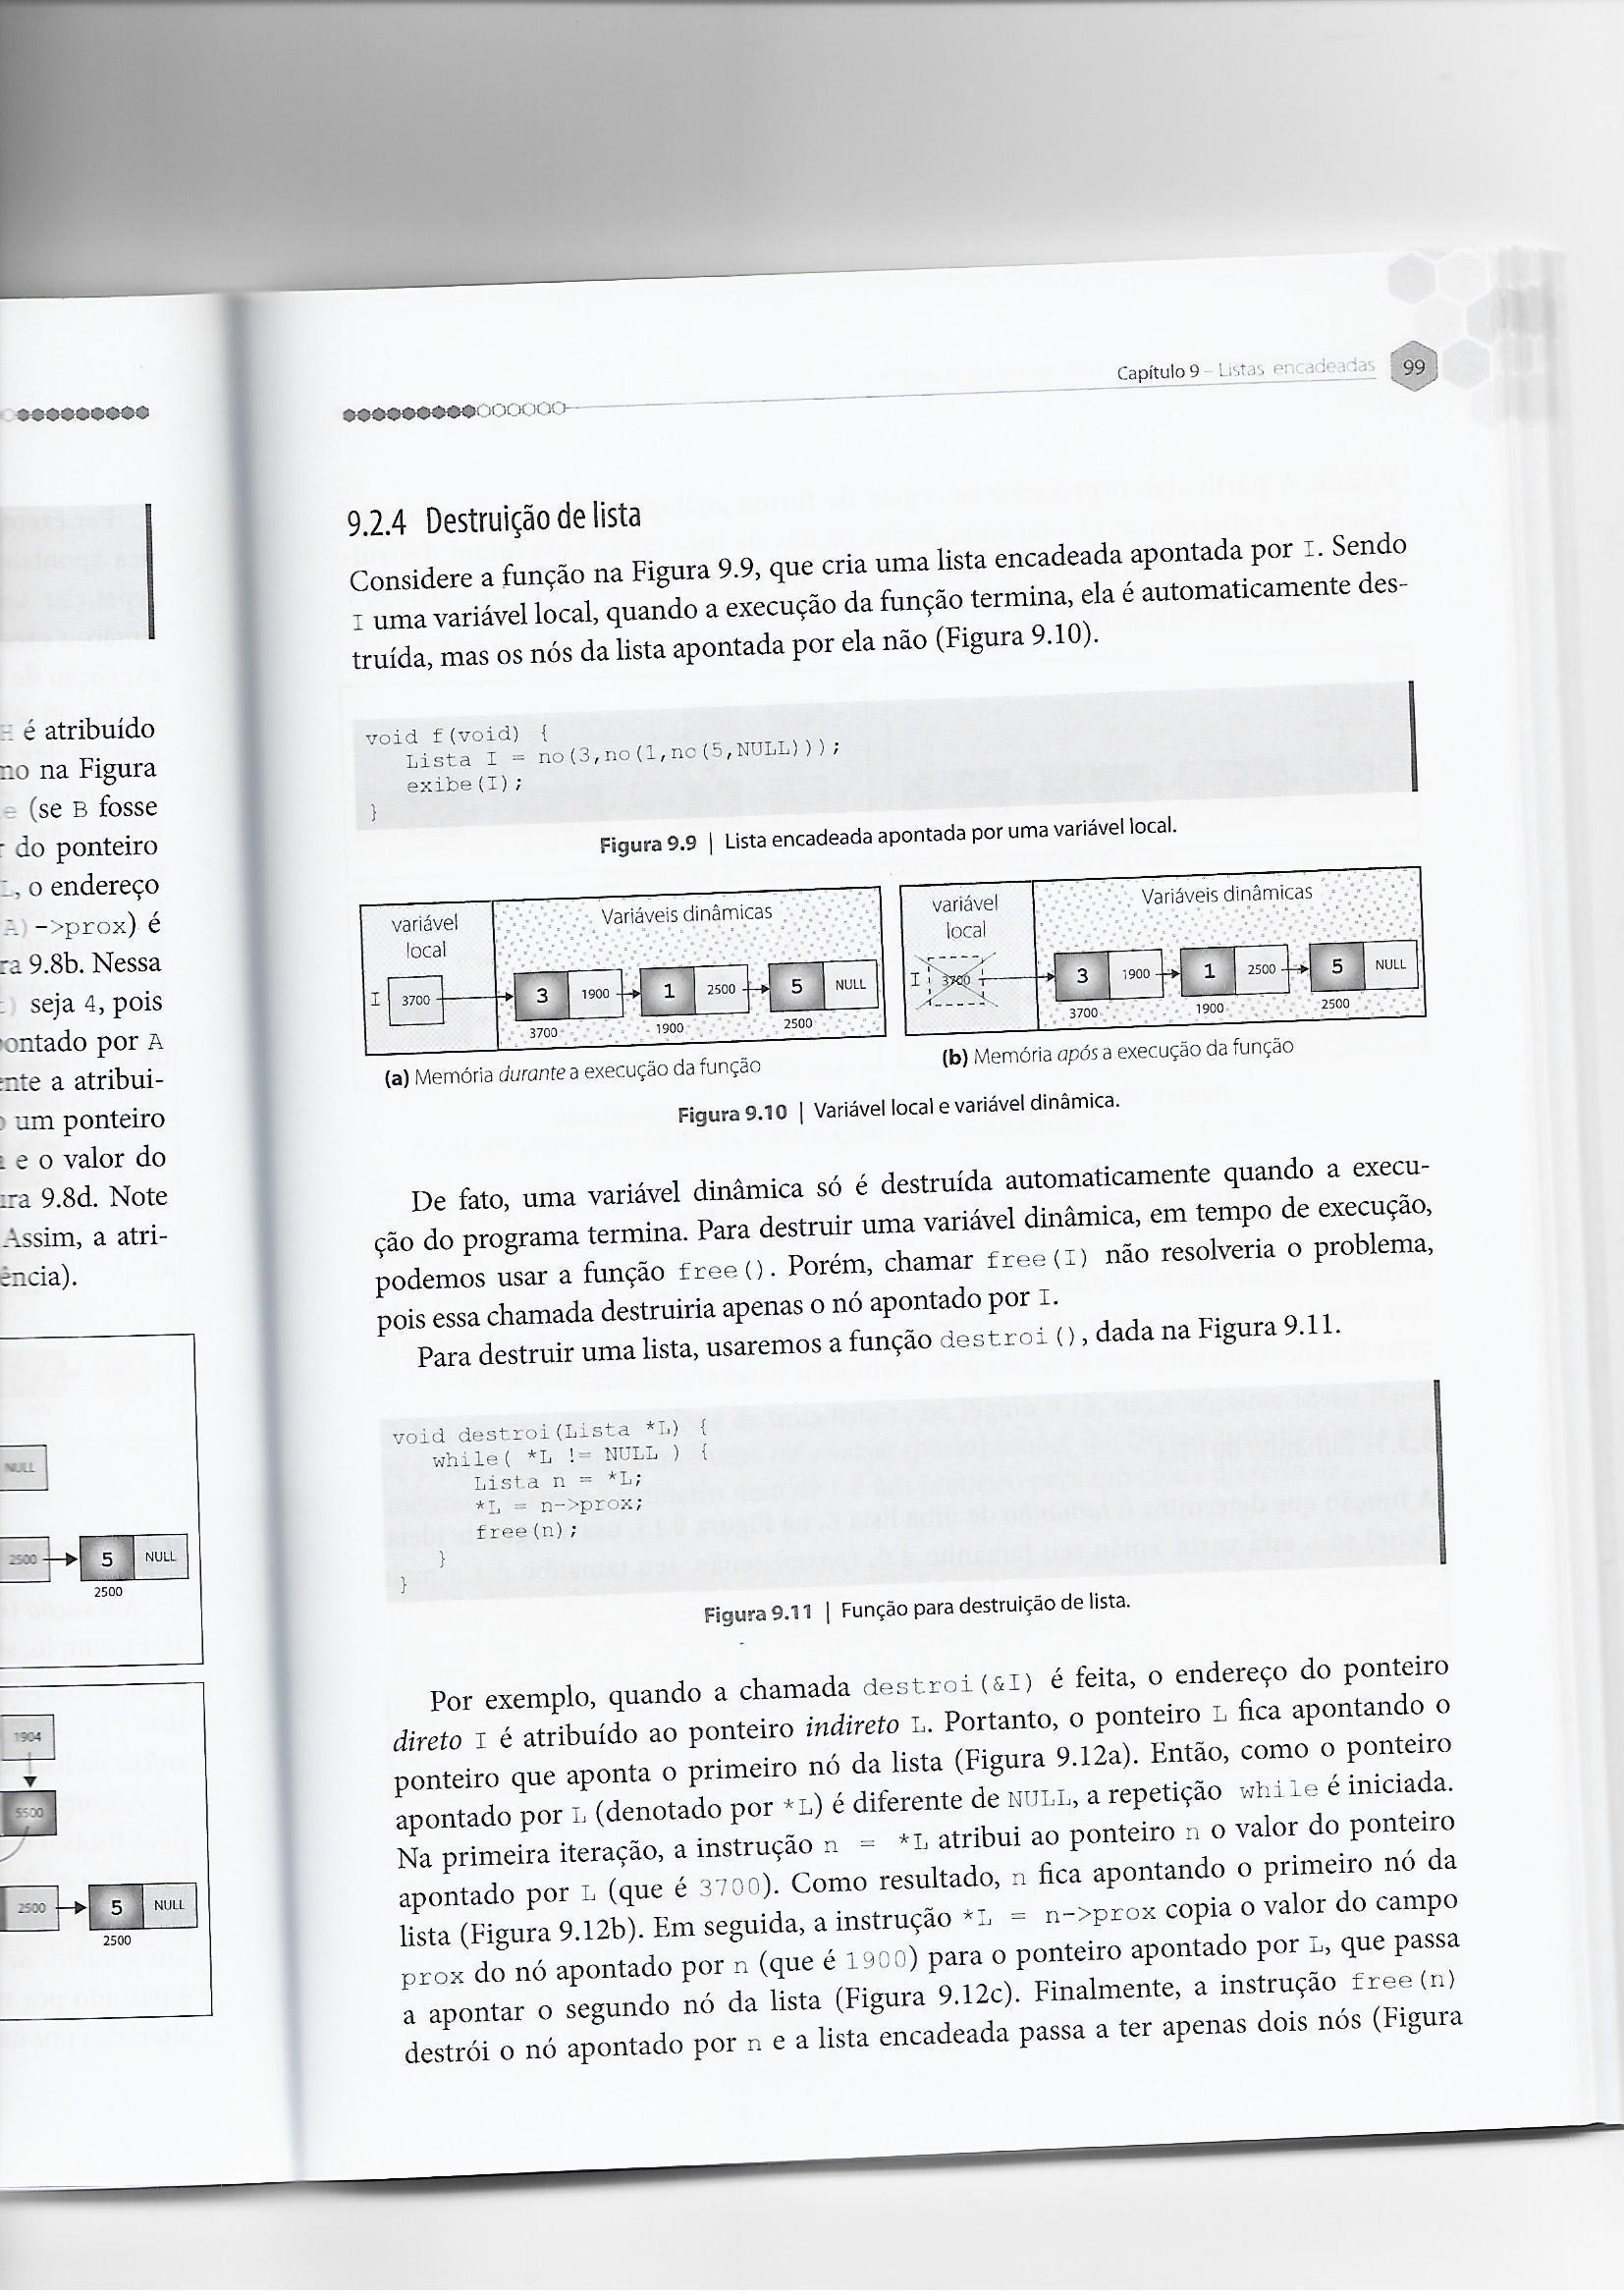 é atribuído
no na Figura
(se B fosse
do ponteiro
, o endereço
A)->prox) é
ra 9.8b. Nessa
) seja 4, pois
ontado por A
ente a atribui-
um ponteiro
e o valor do
ura 9.8d. Note
Assim, a atri-
ência).
NULL
2500 5 NULL
2500
1904
5500
2500 5 NULL
2500
Capítulo 9 – Listas encadeadas 99
9.2.4 Destruição de lista
Considere a função na Figura 9.9, que cria uma lista encadeada apontada por I. Sendo
I uma variável local, quando a execução da função termina, ela é automaticamente des-
truída, mas os nós da lista apontada por ela não (Figura 9.10).
void f(void) {
Lista I = no(3,no(1,no(5,NULL)));
exibe(I);
}
Figura 9.9 | Lista encadeada apontada por uma variável local.
variável
local
Variáveis dinâmicas
I 3700 3 1900 1 2500 5 NULL
3700 1900 2500
(a) Memória durante a execução da função
variável
local
Variáveis dinâmicas
I 3700 3 1900 1 2500 5 NULL
3700 1900 2500
(b) Memória após a execução da função
Figura 9.10 | Variável local e variável dinâmica.
De fato, uma variável dinâmica só é destruída automaticamente quando a execu-
ção do programa termina. Para destruir uma variável dinâmica, em tempo de execução,
podemos usar a função free(). Porém, chamar free(I) não resolveria o problema,
pois essa chamada destruiria apenas o nó apontado por I.
Para destruir uma lista, usaremos a função destroi(), dada na Figura 9.11.
void destroi(Lista *L) {
while( *L != NULL ) {
Lista n = *L;
*L = n->prox;
free(n);
}
}
Figura 9.11 | Função para destruição de lista.
Por exemplo, quando a chamada destroi(&I) é feita, o endereço do ponteiro
direto I é atribuído ao ponteiro indireto L. Portanto, o ponteiro L fica apontando o
ponteiro que aponta o primeiro nó da lista (Figura 9.12a). Então, como o ponteiro
apontado por L (denotado por *L) é diferente de NULL, a repetição while é iniciada.
Na primeira iteração, a instrução n = *L atribui ao ponteiro n o valor do ponteiro
apontado por L (que é 3700). Como resultado, n fica apontando o primeiro nó da
lista (Figura 9.12b). Em seguida, a instrução *L = n->prox copia o valor do campo
prox do nó apontado por n (que é 1900) para o ponteiro apontado por L, que passa
a apontar o segundo nó da lista (Figura 9.12c). Finalmente, a instrução free(n)
destrói o nó apontado por n e a lista encadeada passa a ter apenas dois nós (Figura